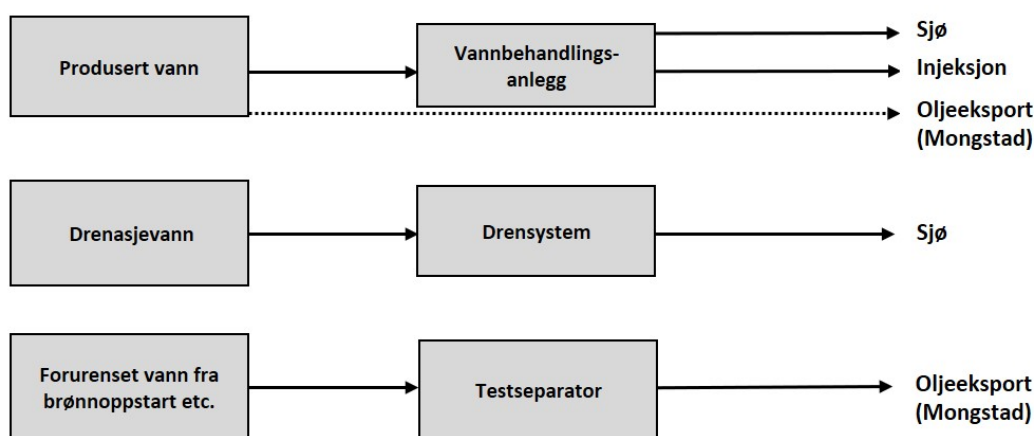 Produsert vann
Vannbehandlings-
anlegg
Sjø
Injeksjon
Oljeeksport
(Mongstad)
Drenasjevann
Drensystem
Sjø
Forurenset vann fra
brønnoppstart etc.
Testseparator
Oljeeksport
(Mongstad)